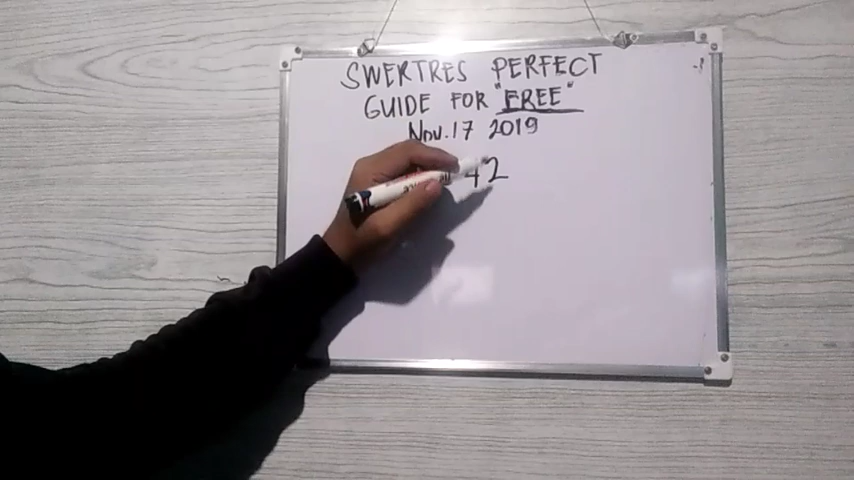 SWERTRES PERFECT
GUIDE FOR "FREE"
Nov. 17 2019
42